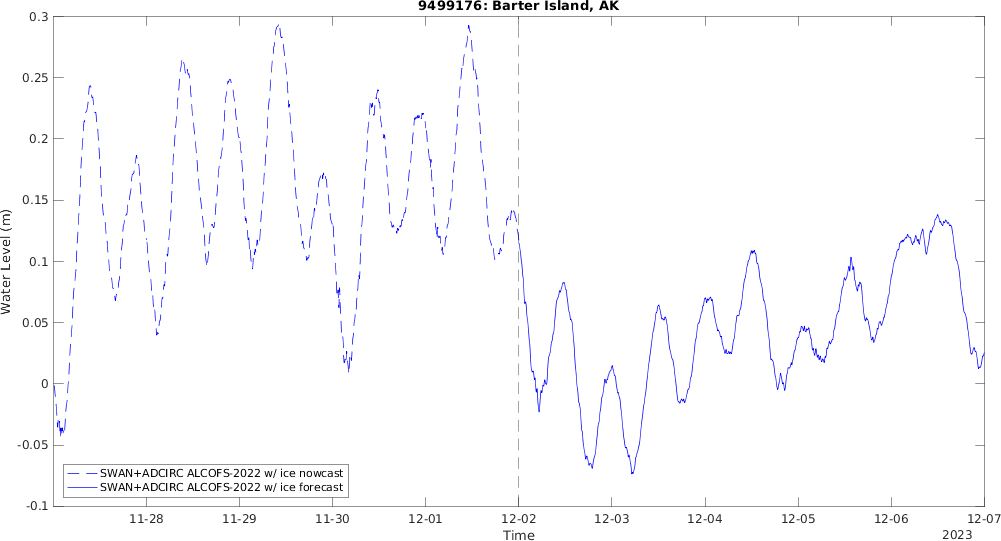 9499176: Barter Island, AK
0.3
0.25
0.2
0.15
0.1
0.05
0
-0.05
-0.1
Water Level (m)
SWAN+ADCIRC ALCOFS-2022 w/ ice nowcast
SWAN+ADCIRC ALCOFS-2022 w/ ice forecast
11-28 11-29 11-30 12-01 12-02 12-03 12-04 12-05 12-06 12-07
Time
2023